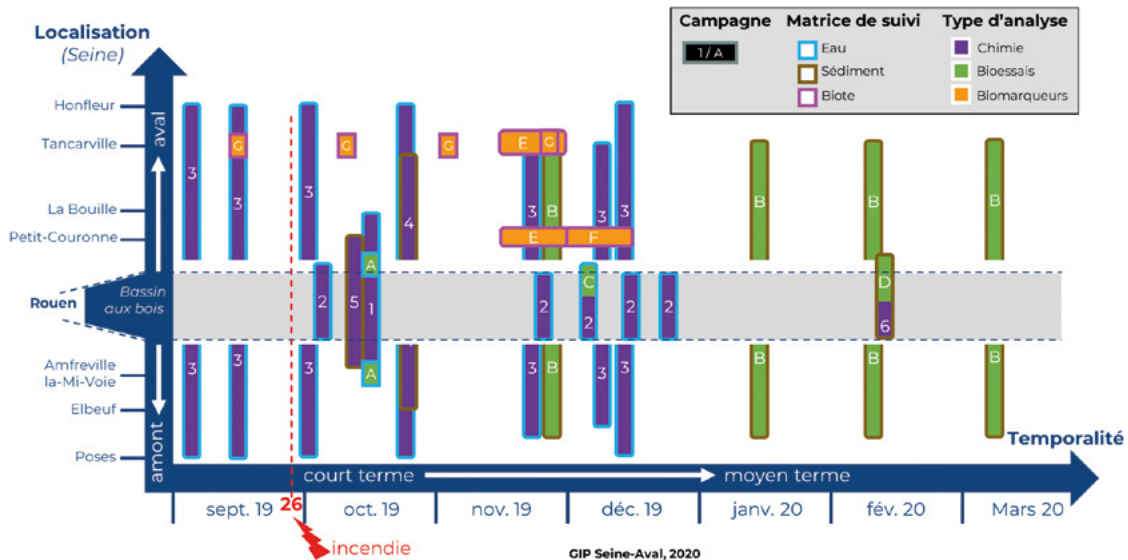 Localisation
(Seine)
Campagne
1 / A
Matrice de suivi
Eau
Sédiment
Biote
Type d'analyse
Chimie
Bioessais
Biomarqueurs
Honfleur
Tancarville
La Bouille
Petit-Couronne
Rouen
Bassin
aux bois
Amfreville
la-Mi-Voie
Elbeuf
Poses
aval
amont
G G G E G
3 3 3 4 3 B 3 3 B B B
E F
A C D
2 5 1 2 2 2 2 6
3 3 3 A 3 B 3 3 B B B
Temporalité
court terme moyen terme
sept. 19 26 oct. 19 nov. 19 déc. 19 janv. 20 fév. 20 Mars 20
incendie
GIP Seine-Aval, 2020